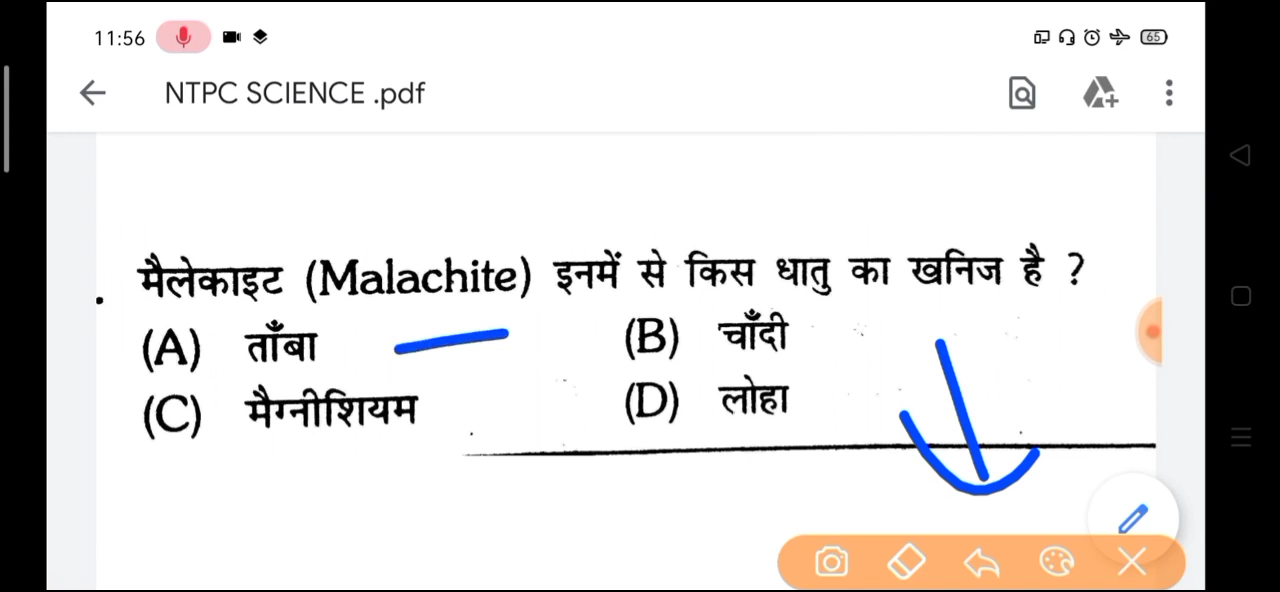 11:56
65
NTPC SCIENCE .pdf
मैलेकाइट (Malachite) इनमें से किस धातु का खनिज है ?
(A) ताँबा (B) चाँदी
(C) मैग्नीशियम (D) लोहा